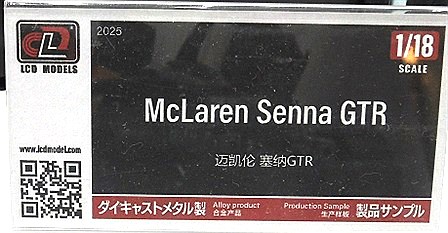 2025
LCD MODELS
1/18
SCALE
McLaren Senna GTR
迈凯伦 塞纳GTR
www.lcdmodel.com
ダイキャストメタル製
Alloy product
合金产品
Production Sample
生产样板
製品サンプル